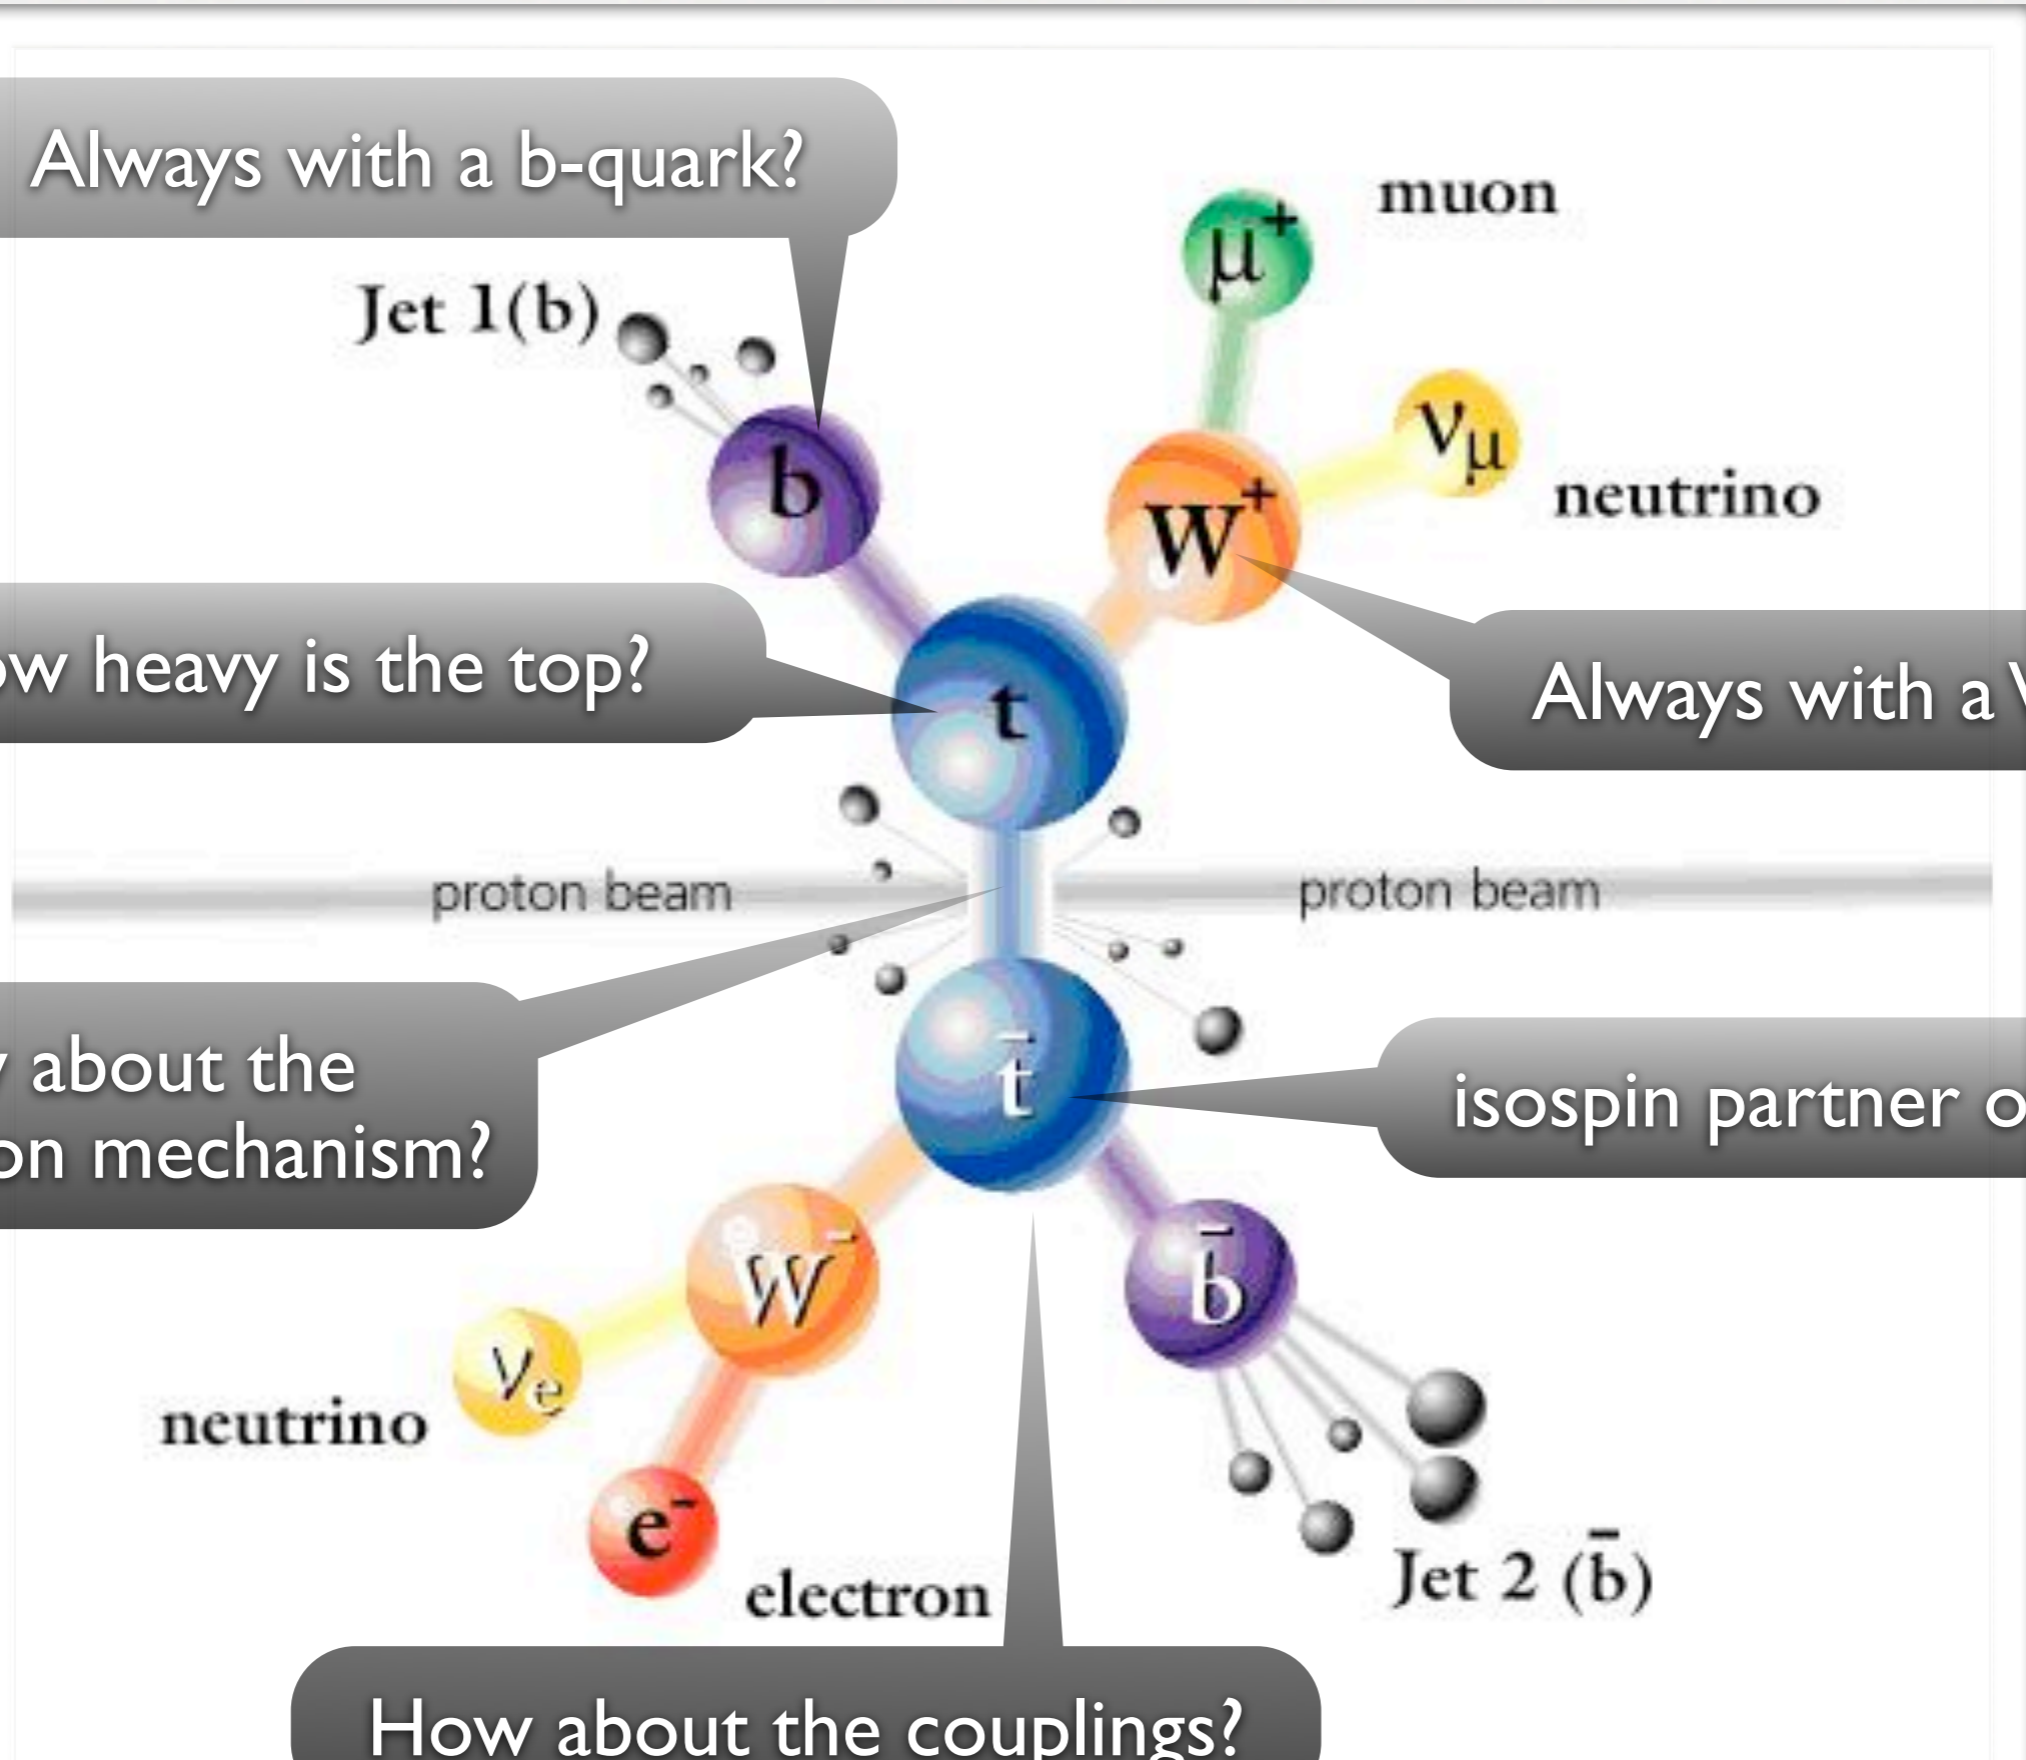 Always with a b-quark?
muon
μ⁺
Jet 1(b)
νμ
b
W⁺
neutrino
heavy is the top?
t
Always with a
proton beam
proton beam
about the
mechanism?
t̄
isospin partner
W⁻
b̄
νe
neutrino
e⁻
electron
Jet 2 (b̄)
How about the couplings?